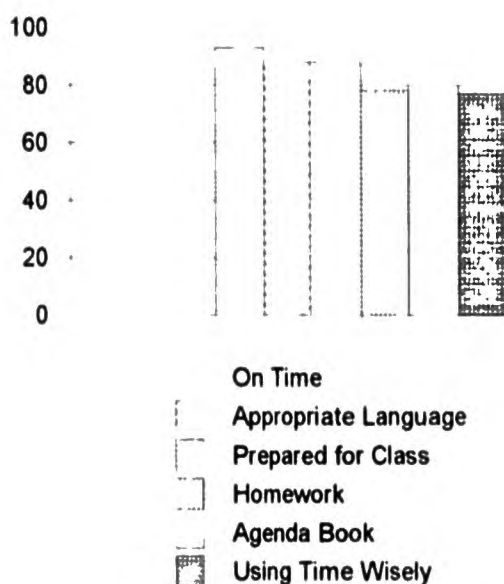 100
80
60
40
20
0
On Time
Appropriate Language
Prepared for Class
Homework
Agenda Book
Using Time Wisely